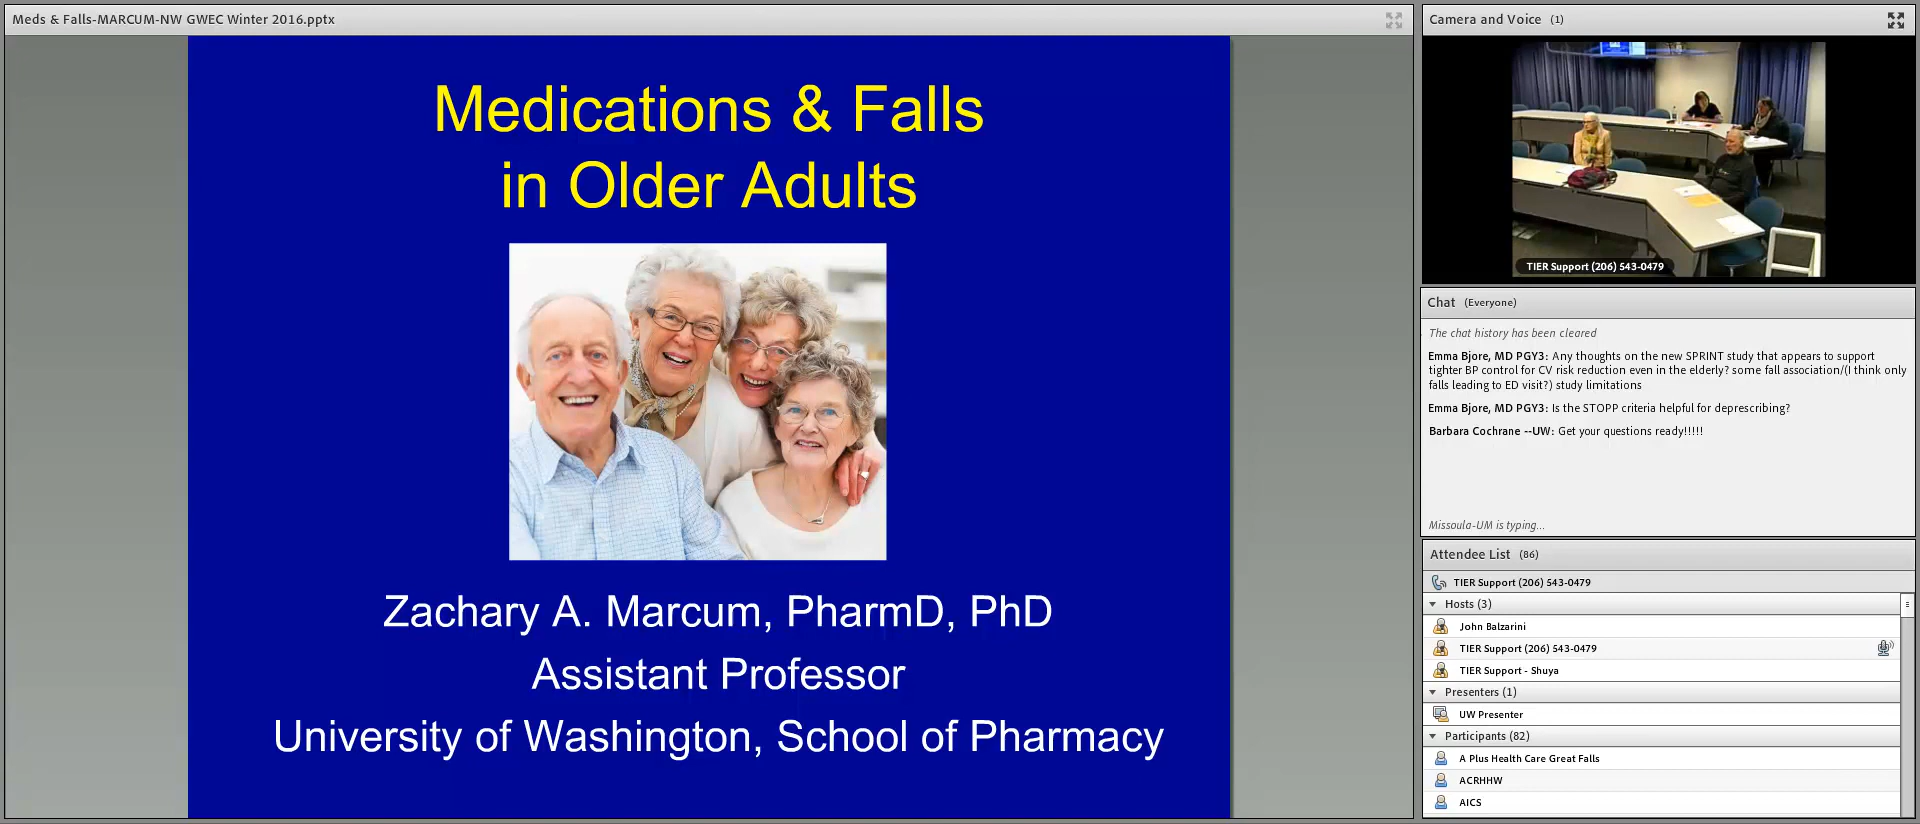 Meds & Falls-MARCUM-NW GWEC Winter 2016.pptx
Medications & Falls
in Older Adults
Zachary A. Marcum, PharmD, PhD
Assistant Professor
University of Washington, School of Pharmacy
Camera and Voice (1)
TIER Support (206) 543-0479
Chat (Everyone)
The chat history has been cleared
Emma Bjore, MD PGY3: Any thoughts on the new SPRINT study that appears to support
tighter BP control for CV risk reduction even in the elderly? some fall association/(I think only
falls leading to ED visit?) study limitations
Emma Bjore, MD PGY3: Is the STOPP criteria helpful for deprescribing?
Barbara Cochrane --UW: Get your questions ready!!!!!
Missoula-UM is typing...
Attendee List (86)
TIER Support (206) 543-0479
Hosts (3)
John Balzarini
TIER Support (206) 543-0479
TIER Support - Shuya
Presenters (1)
UW Presenter
Participants (82)
A Plus Health Care Great Falls
ACRHHW
AICS